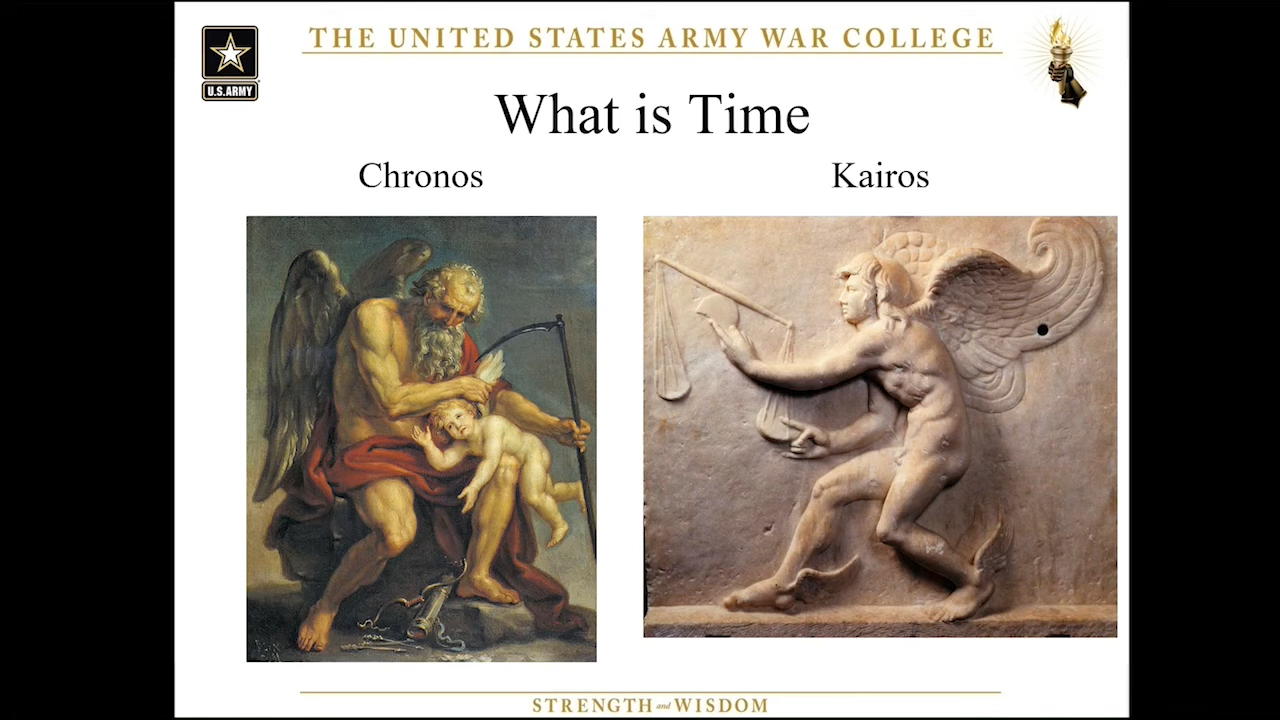 THE UNITED STATES ARMY WAR COLLEGE
U.S.ARMY
What is Time
Chronos
Kairos
STRENGTH and WISDOM